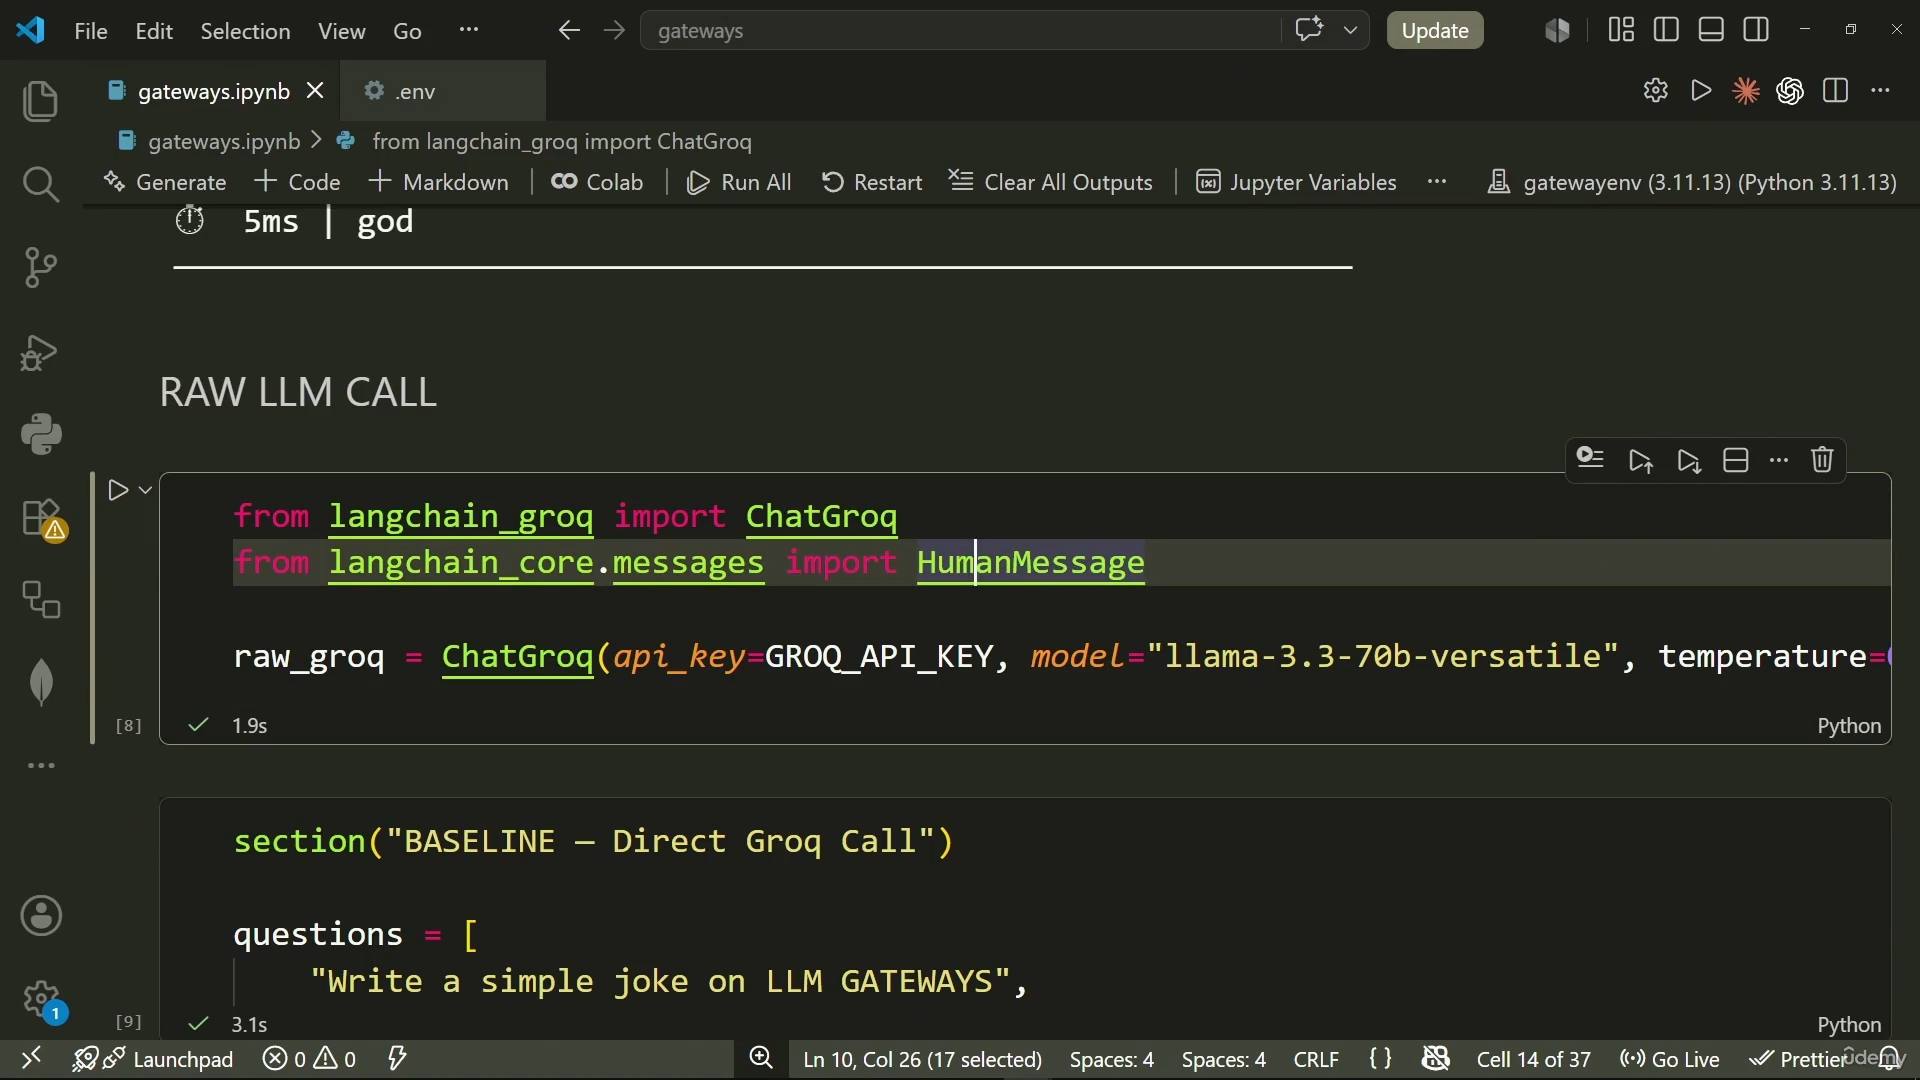 File Edit Selection View Go ··· gateways Update
gateways.ipynb .env
gateways.ipynb > from langchain_groq import ChatGroq
Generate + Code + Markdown Colab Run All Restart Clear All Outputs Jupyter Variables ··· gatewayenv (3.11.13) (Python 3.11.13)
5ms | god
RAW LLM CALL
from langchain_groq import ChatGroq
from langchain_core.messages import HumanMessage
raw_groq = ChatGroq(api_key=GROQ_API_KEY, model="llama-3.3-70b-versatile", temperature=
[8] 1.9s Python
section("BASELINE — Direct Groq Call")
questions = [
"Write a simple joke on LLM GATEWAYS",
[9] 3.1s Python
1
Launchpad 0 0 Ln 10, Col 26 (17 selected) Spaces: 4 Spaces: 4 CRLF { } Cell 14 of 37 Go Live Prettier
udemy